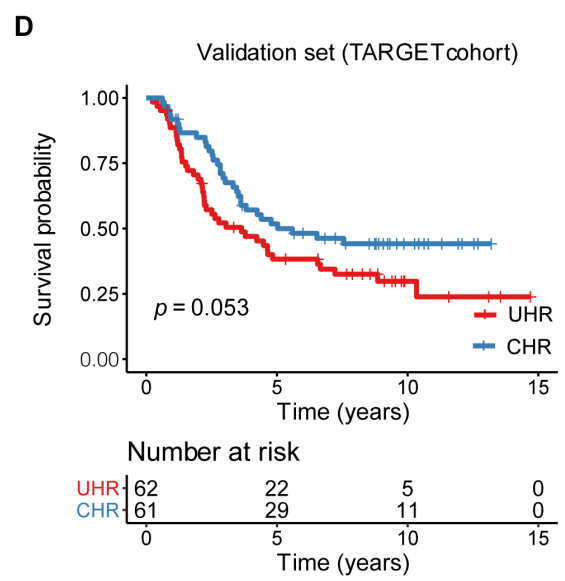 D
Validation set (TARGETcohort)
Survival probability
1.00
0.75
0.50
0.25
0.00
p = 0.053
UHR
CHR
0 5 10 15
Time (years)
Number at risk
UHR 62 22 5 0
CHR 61 29 11 0
0 5 10 15
Time (years)